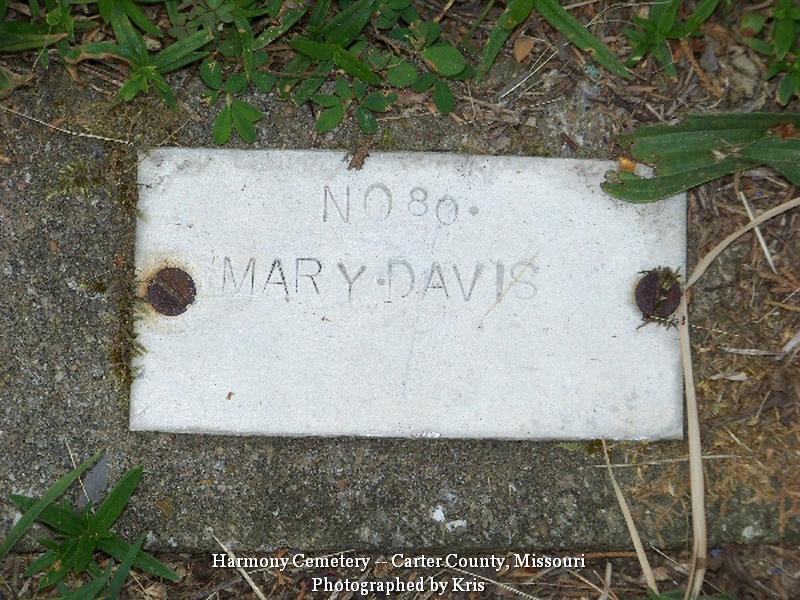 NO 80.
MARY·DAVIS
Harmony Cemetery -- Carter County, Missouri
Photographed by Kris